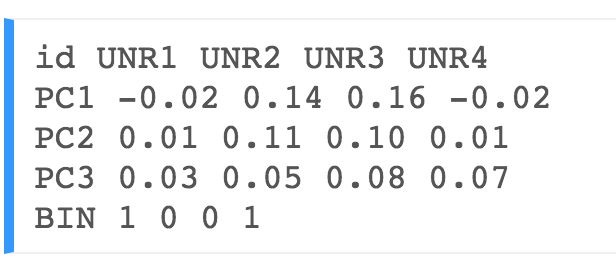 id UNR1 UNR2 UNR3 UNR4
PC1 -0.02 0.14 0.16 -0.02
PC2 0.01 0.11 0.10 0.01
PC3 0.03 0.05 0.08 0.07
BIN 1 0 0 1